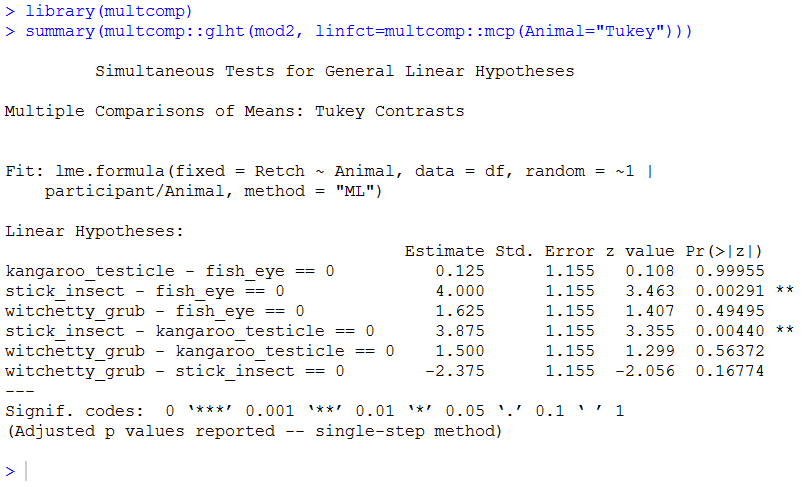 > library(multcomp)
> summary(multcomp::glht(mod2, linfct=multcomp::mcp(Animal="Tukey")))
Simultaneous Tests for General Linear Hypotheses
Multiple Comparisons of Means: Tukey Contrasts
Fit: lme.formula(fixed = Retch ~ Animal, data = df, random = ~1 |
participant/Animal, method = "ML")
Linear Hypotheses:
Estimate Std. Error z value Pr(>|z|)
kangaroo_testicle - fish_eye == 0 0.125 1.155 0.108 0.99955
stick_insect - fish_eye == 0 4.000 1.155 3.463 0.00291 **
witchetty_grub - fish_eye == 0 1.625 1.155 1.407 0.49495
stick_insect - kangaroo_testicle == 0 3.875 1.155 3.355 0.00440 **
witchetty_grub - kangaroo_testicle == 0 1.500 1.155 1.299 0.56372
witchetty_grub - stick_insect == 0 -2.375 1.155 -2.056 0.16774
---
Signif. codes: 0 ‘***’ 0.001 ‘**’ 0.01 ‘*’ 0.05 ‘.’ 0.1 ‘ ’ 1
(Adjusted p values reported -- single-step method)
>